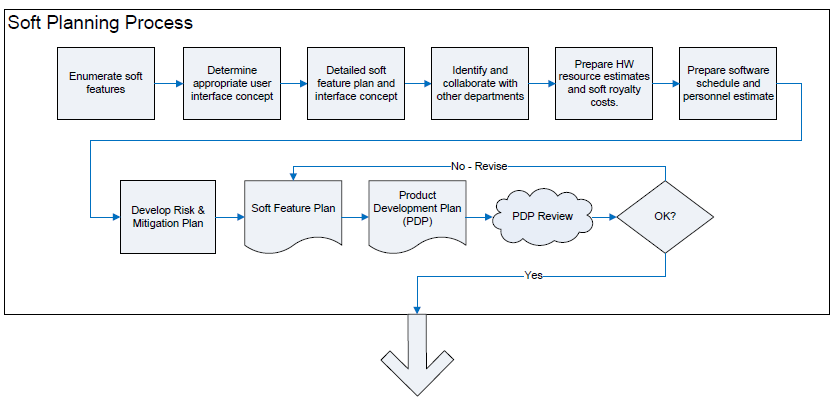 Soft Planning Process
Enumerate soft
features
Determine
appropriate user
interface concept
Detailed soft
feature plan and
interface concept
Identify and
collaborate with
other departments
Prepare HW
resource estimates
and soft royalty
costs.
Prepare software
schedule and
personnel estimate
No - Revise
Develop Risk &
Mitigation Plan
Soft Feature Plan
Product
Development Plan
(PDP)
PDP Review
OK?
Yes